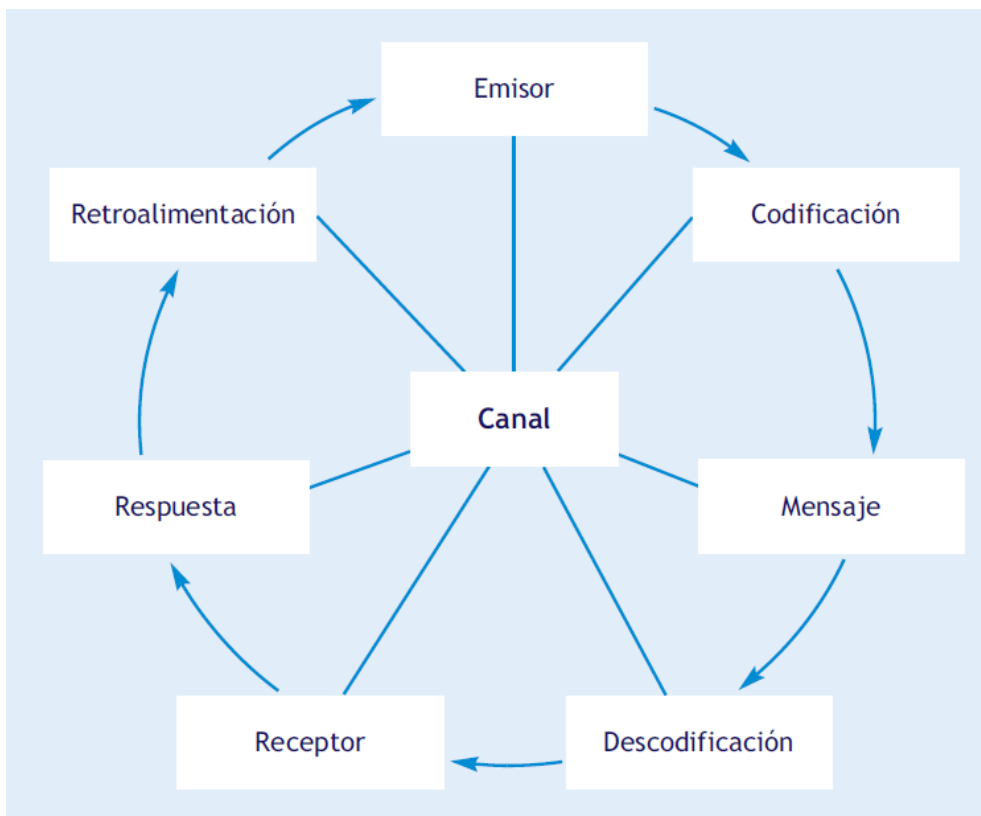 Emisor
Codificación
Mensaje
Descodificación
Receptor
Respuesta
Retroalimentación
Canal